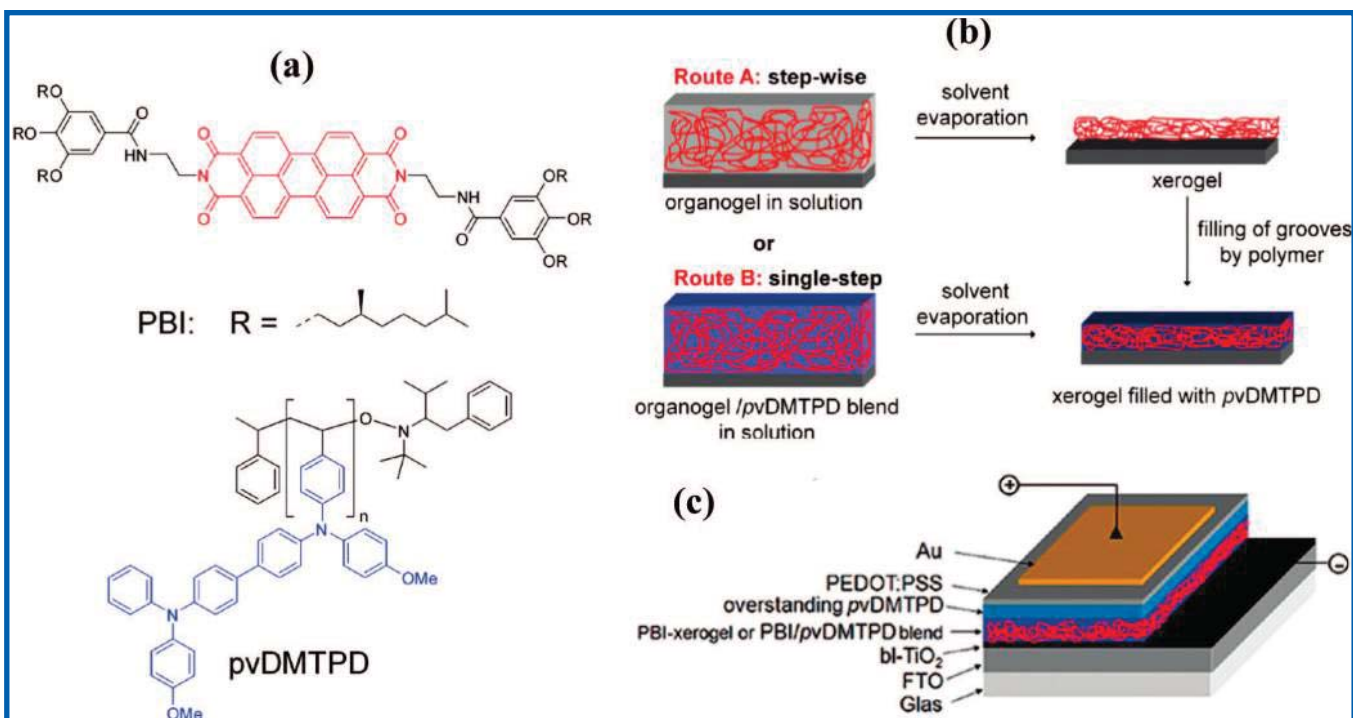 (a)
RO
O
O
O
RO
N
H
N
N
NH
OR
RO
O
O
O
OR
OR
PBI: R =
O
N
n
N
OMe
N
OMe
pvDMTPD
(b)
Route A: step-wise
solvent
evaporation
organogel in solution
xerogel
or
filling of grooves
by polymer
Route B: single-step
solvent
evaporation
organogel /pvDMTPD blend
in solution
xerogel filled with pvDMTPD
(c)
+
Au
−
PEDOT:PSS
overstanding pvDMTPD
PBI-xerogel or PBI/pvDMTPD blend
bl-TiO2
FTO
Glas